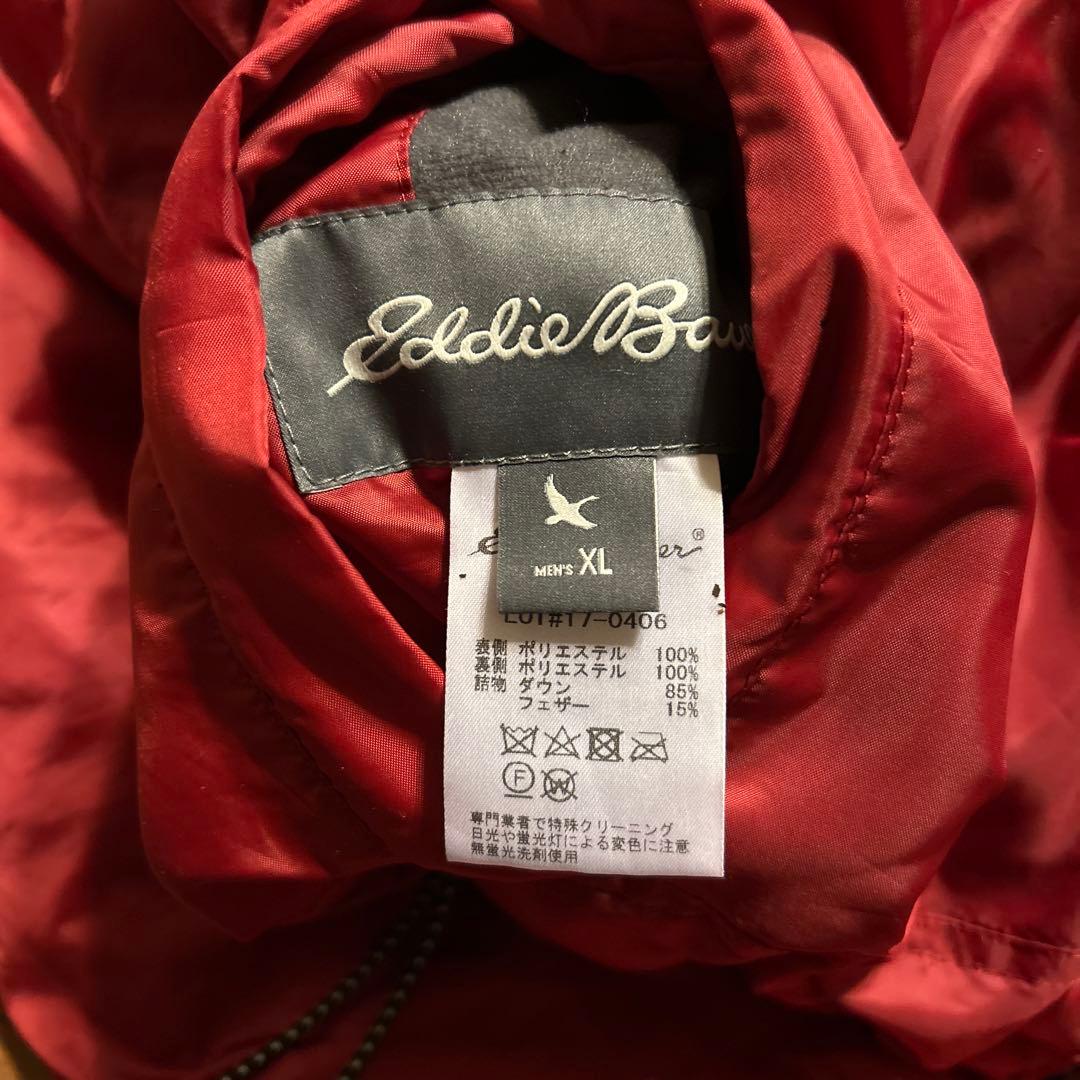 Eddie Bau
MEN'S XL
LOT#17-0406
表側 ポリエステル 100%
裏側 ポリエステル 100%
詰物 ダウン 85%
フェザー 15%
F W
専門業者で特殊クリーニング
日光や蛍光灯による変色に注意
無蛍光洗剤使用